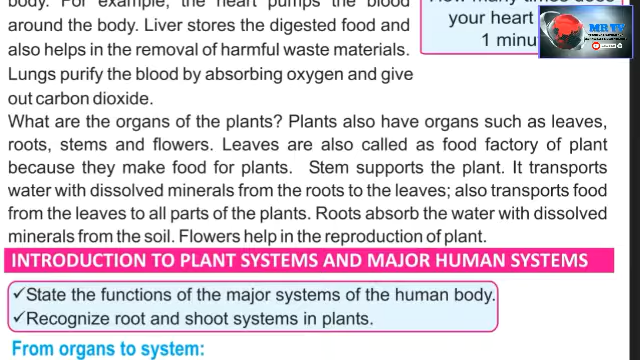 body. For example, the heart pumps the blood
around the body. Liver stores the digested food and
also helps in the removal of harmful waste materials.
Lungs purify the blood by absorbing oxygen and give
out carbon dioxide.
How many times does
your heart
1 minu
MR TV
What are the organs of the plants? Plants also have organs such as leaves,
roots, stems and flowers. Leaves are also called as food factory of plant
because they make food for plants. Stem supports the plant. It transports
water with dissolved minerals from the roots to the leaves; also transports food
from the leaves to all parts of the plants. Roots absorb the water with dissolved
minerals from the soil. Flowers help in the reproduction of plant.
INTRODUCTION TO PLANT SYSTEMS AND MAJOR HUMAN SYSTEMS
✓State the functions of the major systems of the human body.
✓Recognize root and shoot systems in plants.
From organs to system: